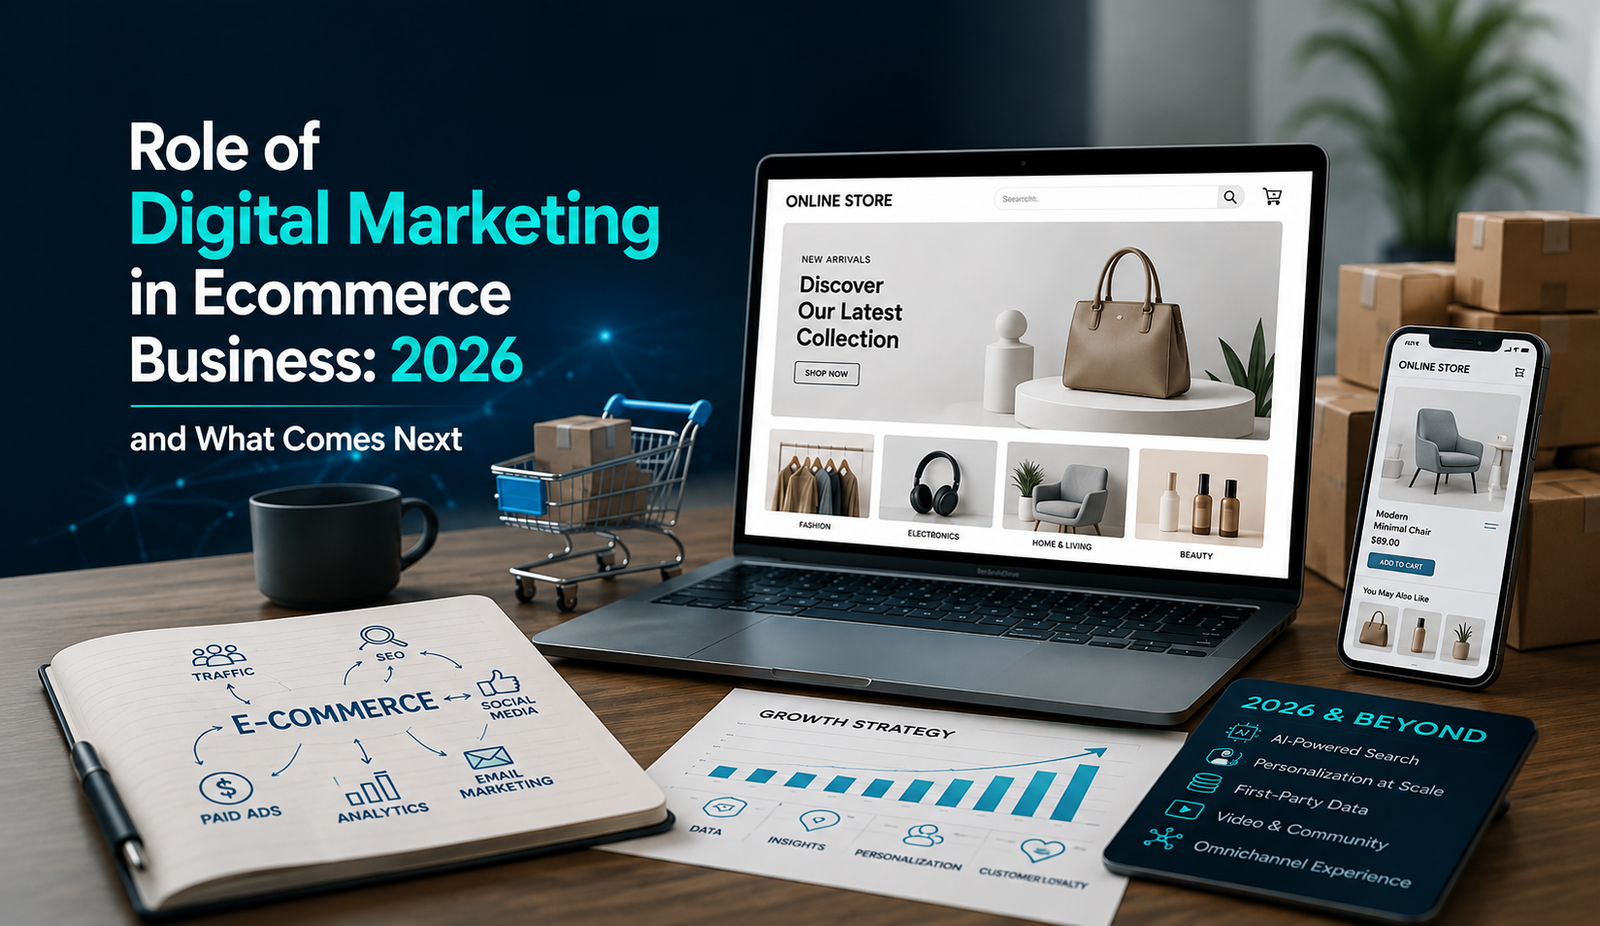 Role of
Digital Marketing
in Ecommerce
Business: 2026
and What Comes Next
ONLINE STORE
NEW ARRIVALS
Discover
Our Latest
Collection
SHOP NOW
FASHION
ELECTRONICS
HOME & LIVING
BEAUTY
ONLINE STORE
Modern
Minimal Chair
$89.00
ADD TO CART
You May Also Like
TRAFFIC
SEO
E-COMMERCE
SOCIAL
MEDIA
PAID ADS
ANALYTICS
EMAIL
MARKETING
GROWTH STRATEGY
DATA
INSIGHTS
PERSONALIZATION
CUSTOMER LOYALTY
2026 & BEYOND
AI
AI-Powered Search
Personalization at Scale
First-Party Data
Video & Community
Omnichannel Experience